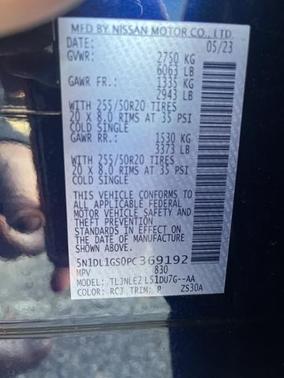 MFD BY NISSAN MOTOR CO., LTD.
DATE: 05/23
GVWR: 2750 KG
6063 LB
GAWR FR.: 1335 KG
2943 LB
WITH 255/50R20 TIRES
20 X 8.0 RIMS AT 35 PSI
COLD SINGLE
GAWR RR.: 1530 KG
3373 LB
WITH 255/50R20 TIRES
20 X 8.0 RIMS AT 35 PSI
COLD SINGLE
THIS VEHICLE CONFORMS TO
ALL APPLICABLE FEDERAL
MOTOR VEHICLE SAFETY AND
THEFT PREVENTION
STANDARDS IN EFFECT ON
THE DATE OF MANUFACTURE
SHOWN ABOVE.
5N1DL1GS0PC369192
MPV 830
MODEL: TLJNLEZ L51DU7G--AA
COLOR: RCJ TRIM: P ZS30A